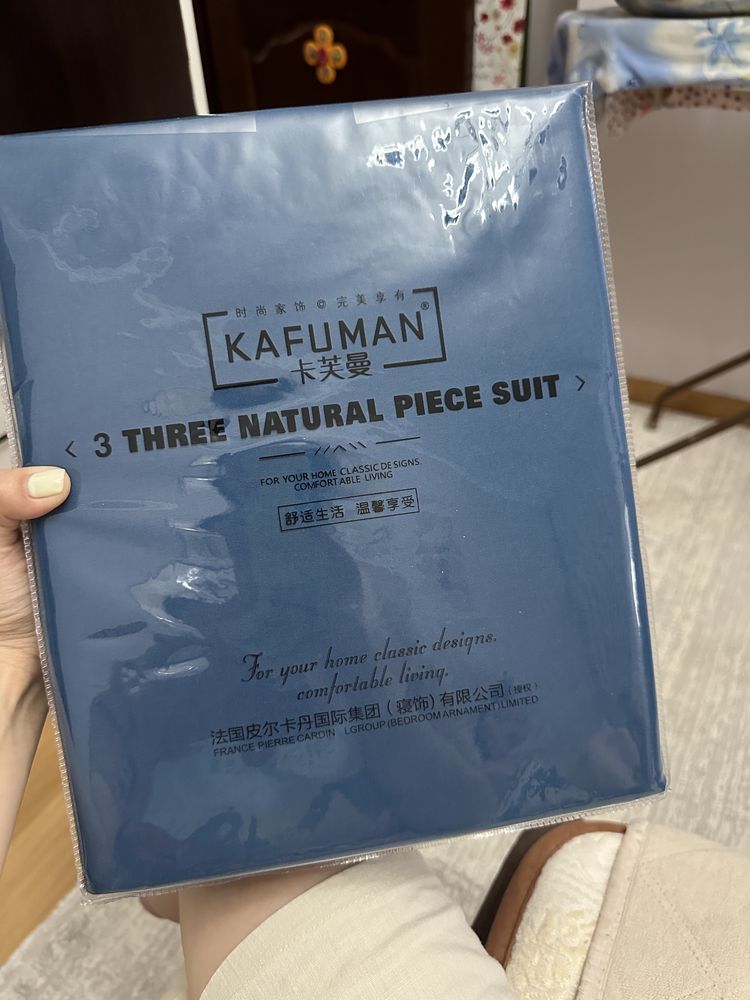 时尚家饰@完美享有
KAFUMAN®
卡芙曼
< 3 THREE NATURAL PIECE SUIT >
FOR YOUR HOME CLASSIC DESIGNS.
COMFORTABLE LIVING
舒适生活 温馨享受
For your home classic designs.
comfortable living.
法国皮尔卡丹国际集团(寝饰)有限公司(授权)
FRANCE PIERRE CARDIN LGROUP(BEDROOM ARNAMENT)LIMITED